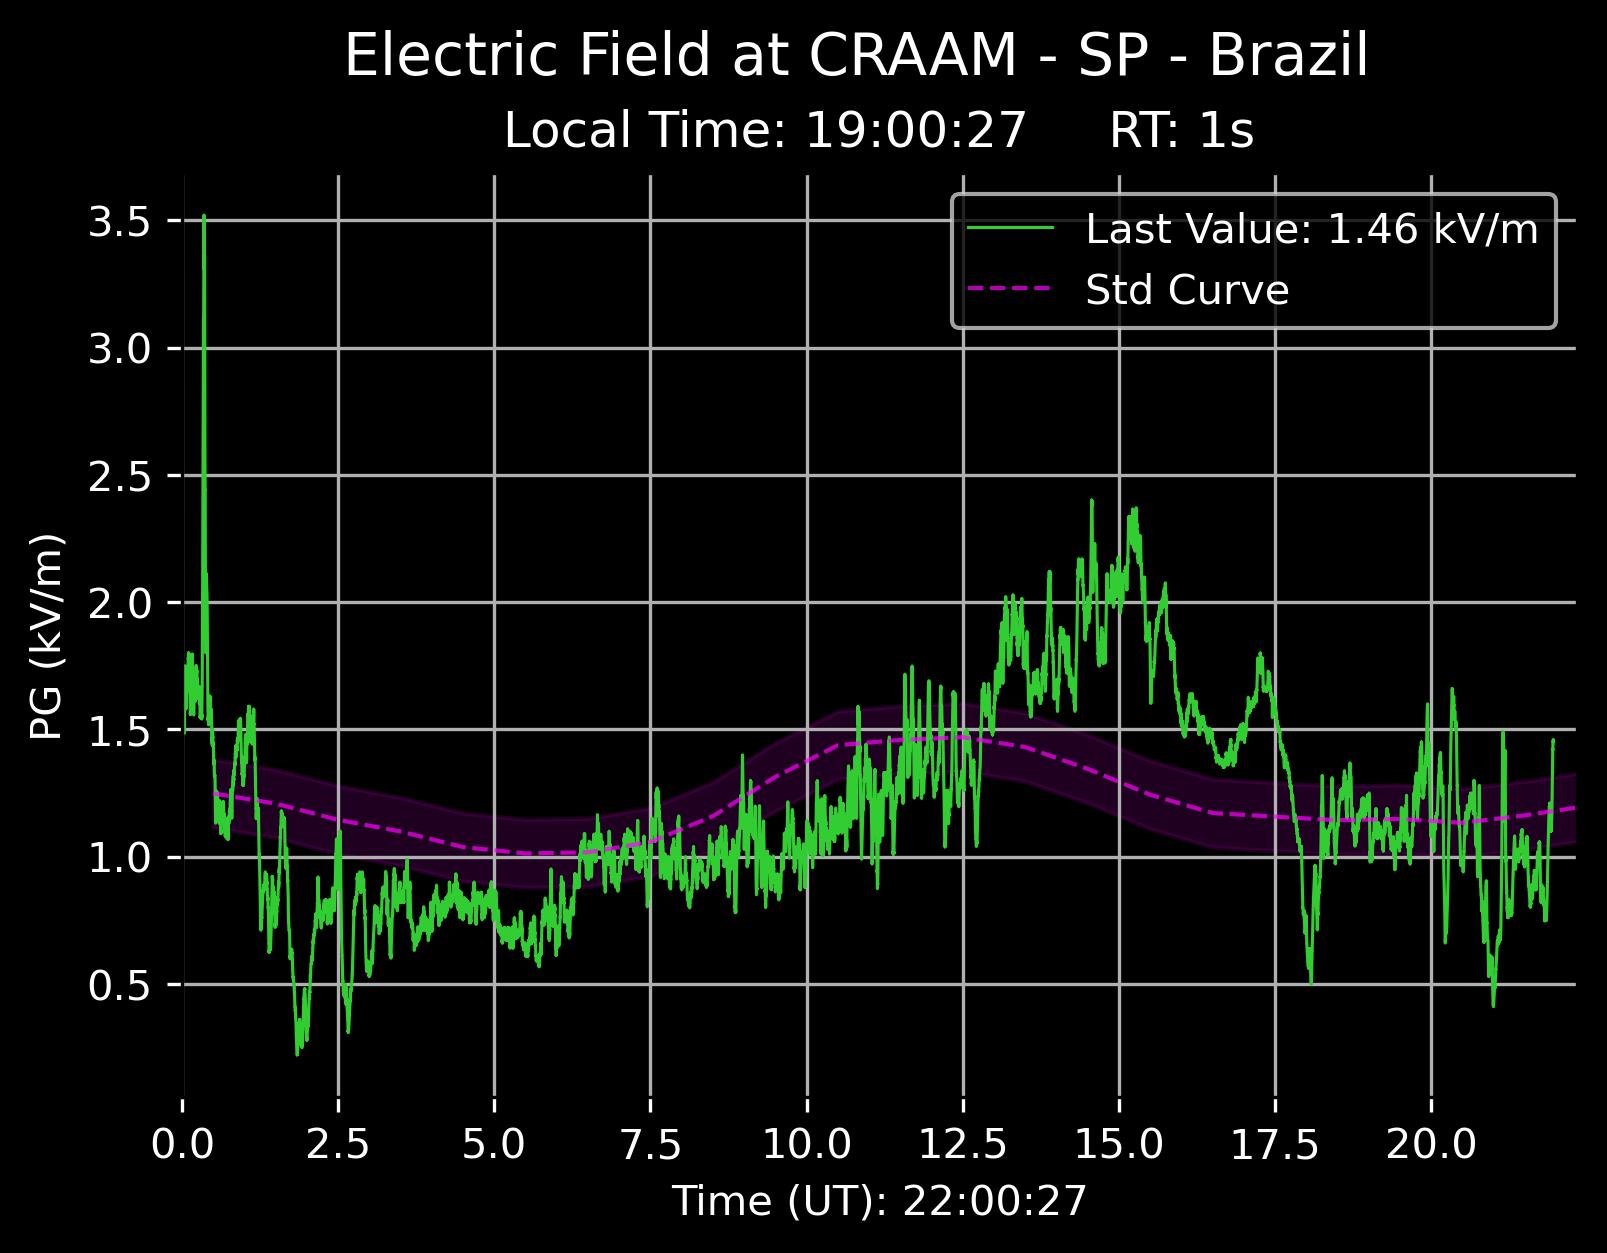 Electric Field at CRAAM - SP - Brazil
Local Time: 19:00:27 RT: 1s
Last Value: 1.46 kV/m
Std Curve
PG (kV/m)
3.5
3.0
2.5
2.0
1.5
1.0
0.5
0.0 2.5 5.0 7.5 10.0 12.5 15.0 17.5 20.0
Time (UT): 22:00:27